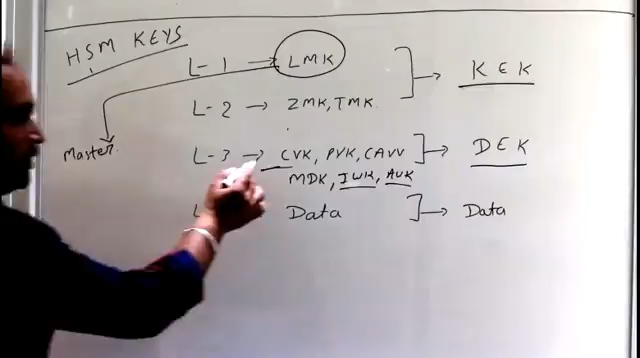 HSM KEYS
L-1 → LMK
KEK
L-2 → ZMK, TMK
Master
L-3 → CVK, PVK, CAVV
DEK
MDK, IWK, AWK
L
Data
Data